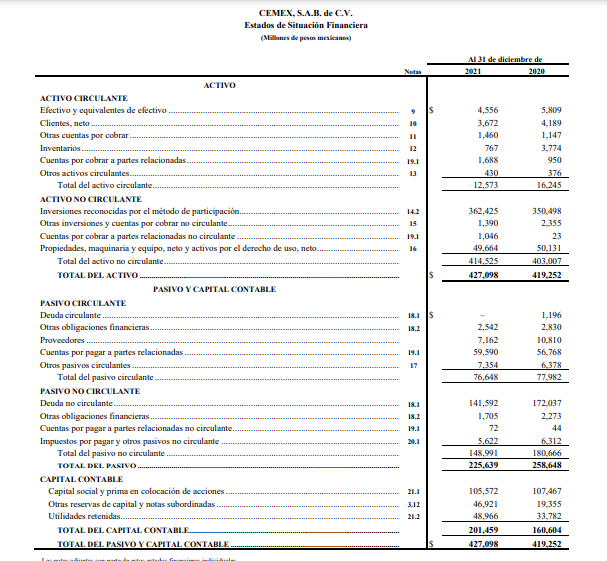 CEMEX, S.A.B. de C.V.
Estados de Situación Financiera
(Millones de pesos mexicanos)
Al 31 de diciembre de
Notas 2021 2020
ACTIVO
ACTIVO CIRCULANTE
Efectivo y equivalentes de efectivo 9 $ 4,556 5,809
Clientes, neto 10 3,672 4,189
Otras cuentas por cobrar 11 1,460 1,147
Inventarios 12 767 3,774
Cuentas por cobrar a partes relacionadas 19.1 1,688 950
Otros activos circulantes 13 430 376
Total del activo circulante 12,573 16,245
ACTIVO NO CIRCULANTE
Inversiones reconocidas por el método de participación 14.2 362,425 350,498
Otras inversiones y cuentas por cobrar no circulante 15 1,390 2,355
Cuentas por cobrar a partes relacionadas no circulante 19.1 1,046 23
Propiedades, maquinaria y equipo, neto y activos por el derecho de uso, neto 16 49,664 50,131
Total del activo no circulante 414,525 403,007
TOTAL DEL ACTIVO $ 427,098 419,252
PASIVO Y CAPITAL CONTABLE
PASIVO CIRCULANTE
Deuda circulante 18.1 $ – 1,196
Otras obligaciones financieras 18.2 2,542 2,830
Proveedores 7,162 10,810
Cuentas por pagar a partes relacionadas 19.1 59,590 56,768
Otros pasivos circulantes 17 7,354 6,378
Total del pasivo circulante 76,648 77,982
PASIVO NO CIRCULANTE
Deuda no circulante 18.1 141,592 172,037
Otras obligaciones financieras 18.2 1,705 2,273
Cuentas por pagar a partes relacionadas no circulante 19.1 72 44
Impuestos por pagar y otros pasivos no circulante 20.1 5,622 6,312
Total del pasivo no circulante 148,991 180,666
TOTAL DEL PASIVO 225,639 258,648
CAPITAL CONTABLE
Capital social y prima en colocación de acciones 21.1 105,572 107,467
Otras reservas de capital y notas subordinadas 3.12 46,921 19,355
Utilidades retenidas 21.2 48,966 33,782
TOTAL DEL CAPITAL CONTABLE 201,459 160,604
TOTAL DEL PASIVO Y CAPITAL CONTABLE $ 427,098 419,252